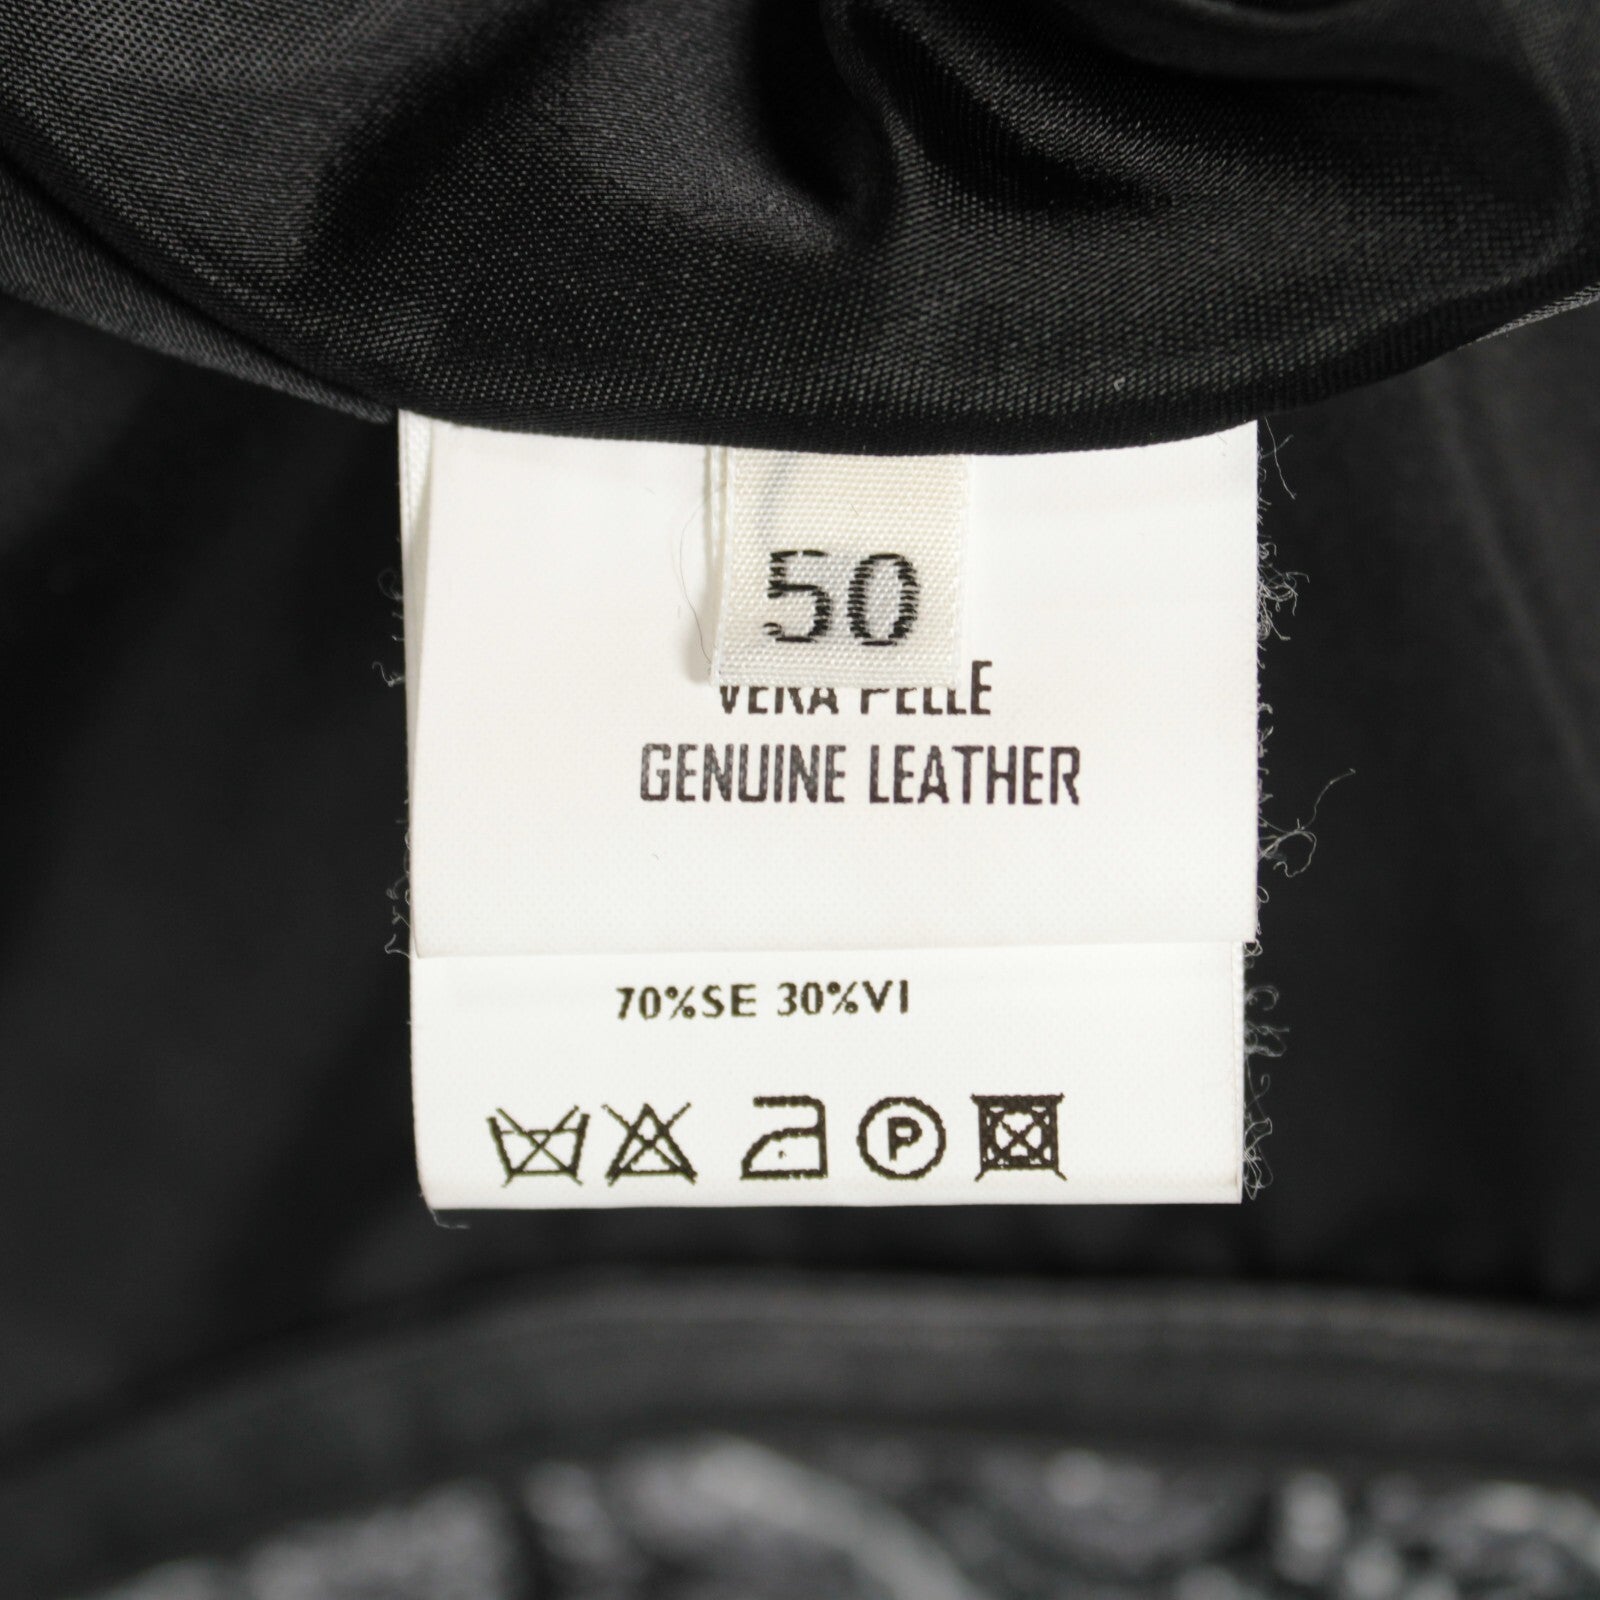 50
VERA PELLE
GENUINE LEATHER
70%SE 30%VI
P